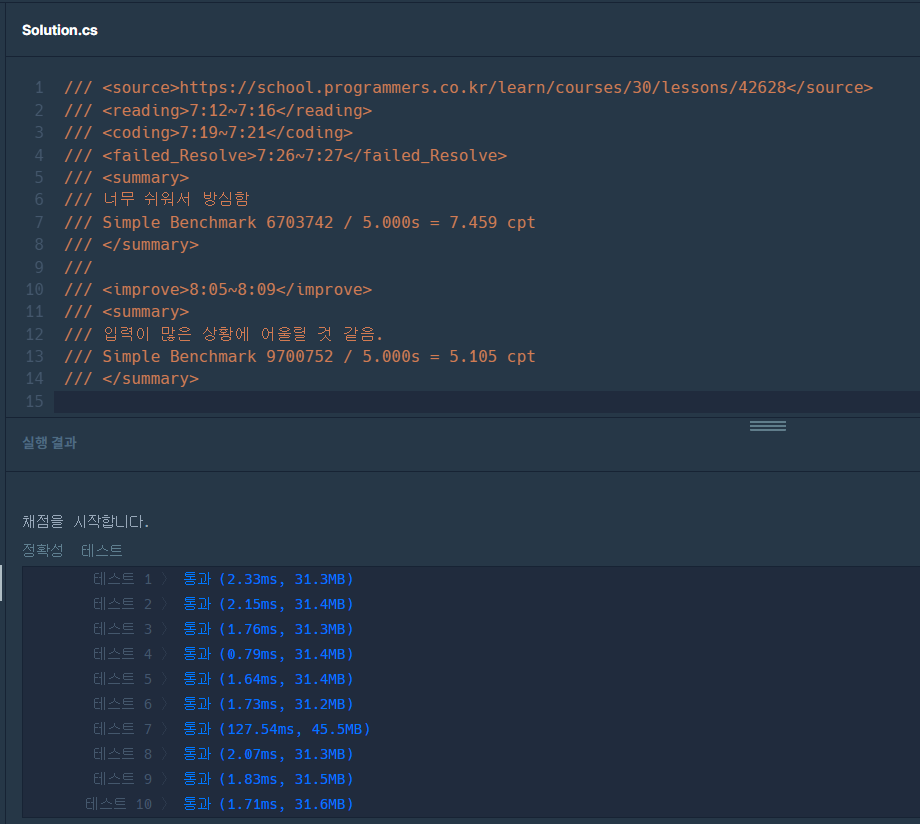 Solution.cs
1 /// <source>https://school.programmers.co.kr/learn/courses/30/lessons/42628</source>
2 /// <reading>7:12~7:16</reading>
3 /// <coding>7:19~7:21</coding>
4 /// <failed_Resolve>7:26~7:27</failed_Resolve>
5 /// <summary>
6 /// 너무 쉬워서 방심함
7 /// Simple Benchmark 6703742 / 5.000s = 7.459 cpt
8 /// </summary>
9 ///
10 /// <improve>8:05~8:09</improve>
11 /// <summary>
12 /// 입력이 많은 상황에 어울릴 것 같음.
13 /// Simple Benchmark 9700752 / 5.000s = 5.105 cpt
14 /// </summary>
15
실행 결과
채점을 시작합니다.
정확성 테스트
테스트 1 〉 통과 (2.33ms, 31.3MB)
테스트 2 〉 통과 (2.15ms, 31.4MB)
테스트 3 〉 통과 (1.76ms, 31.3MB)
테스트 4 〉 통과 (0.79ms, 31.4MB)
테스트 5 〉 통과 (1.64ms, 31.4MB)
테스트 6 〉 통과 (1.73ms, 31.2MB)
테스트 7 〉 통과 (127.54ms, 45.5MB)
테스트 8 〉 통과 (2.07ms, 31.3MB)
테스트 9 〉 통과 (1.83ms, 31.5MB)
테스트 10 〉 통과 (1.71ms, 31.6MB)